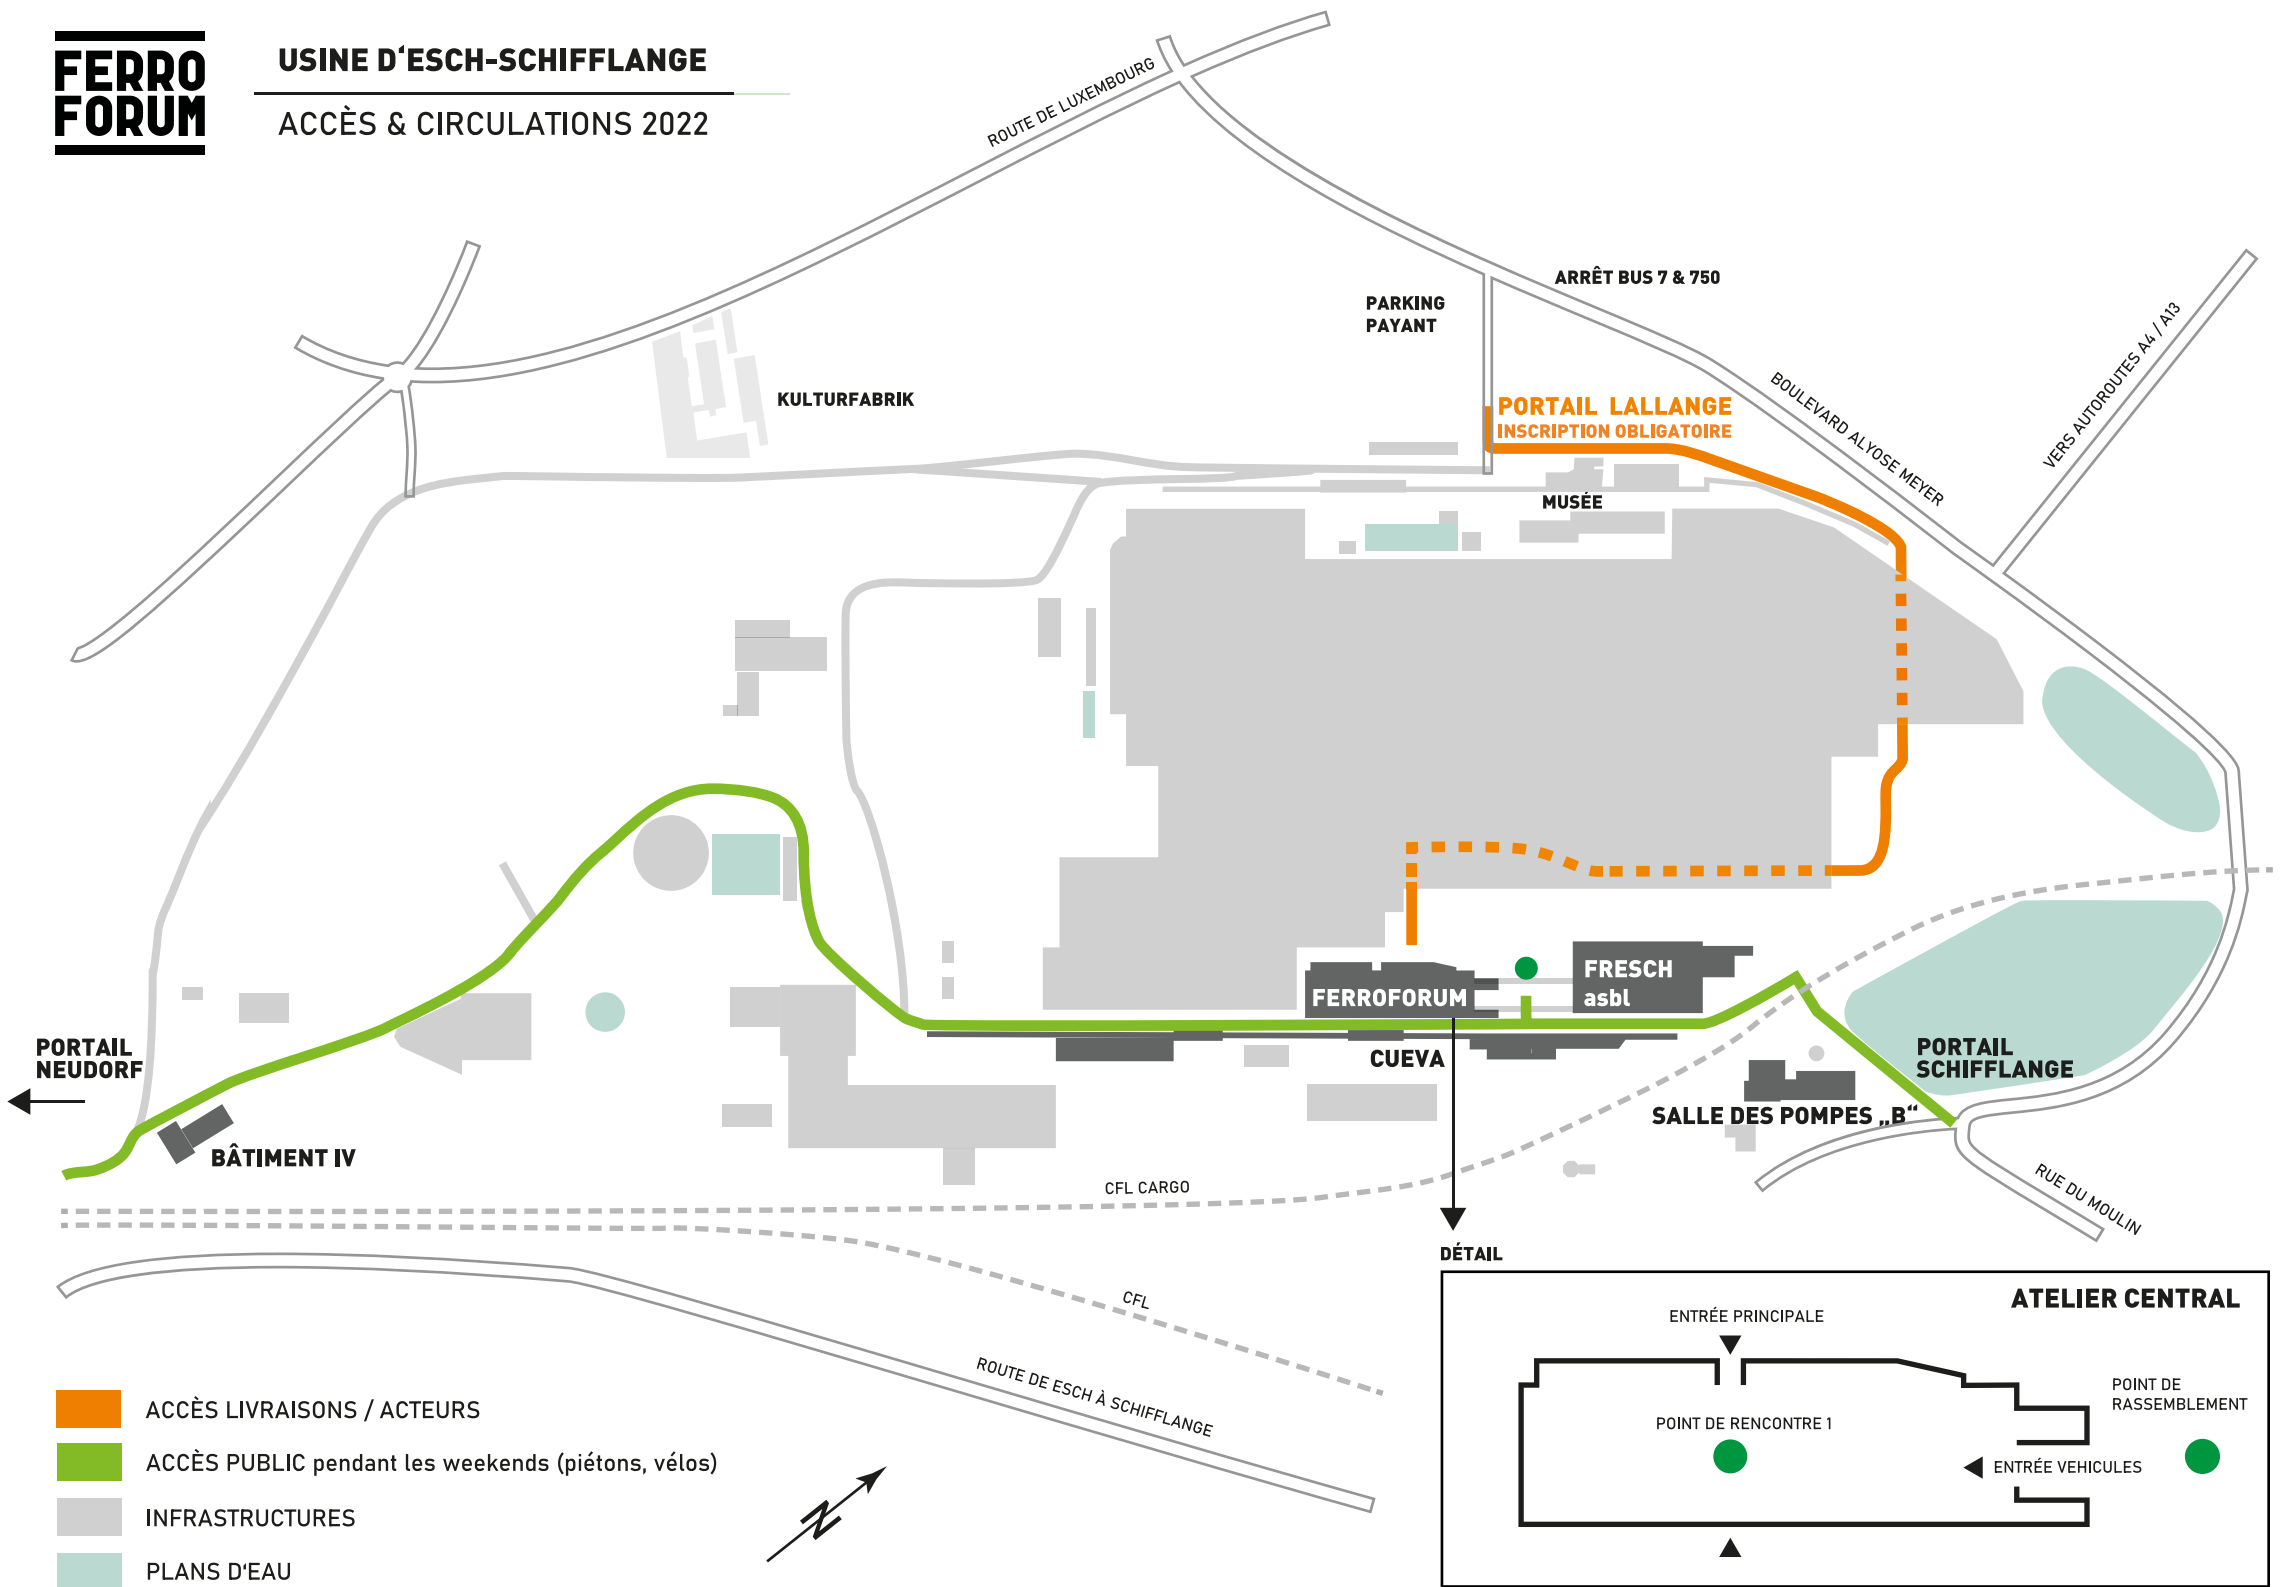 FERRO
FORUM
USINE D'ESCH-SCHIFFLANGE
ACCÈS & CIRCULATIONS 2022
ROUTE DE LUXEMBOURG
ARRÊT BUS 7 & 750
PARKING
PAYANT
VERS AUTOROUTES A4 / A13
BOULEVARD ALYOSE MEYER
KULTURFABRIK
PORTAIL LALLANGE
INSCRIPTION OBLIGATOIRE
MUSÉE
FERROFORUM
FRESCH
asbl
CUEVA
PORTAIL
NEUDORF
BÂTIMENT IV
PORTAIL
SCHIFFLANGE
SALLE DES POMPES „B“
RUE DU MOULIN
CFL CARGO
CFL
ROUTE DE ESCH À SCHIFFLANGE
DÉTAIL
ATELIER CENTRAL
ENTRÉE PRINCIPALE
POINT DE
RASSEMBLEMENT
POINT DE RENCONTRE 1
ENTRÉE VEHICULES
ACCÈS LIVRAISONS / ACTEURS
ACCÈS PUBLIC pendant les weekends (piétons, vélos)
INFRASTRUCTURES
PLANS D'EAU
N